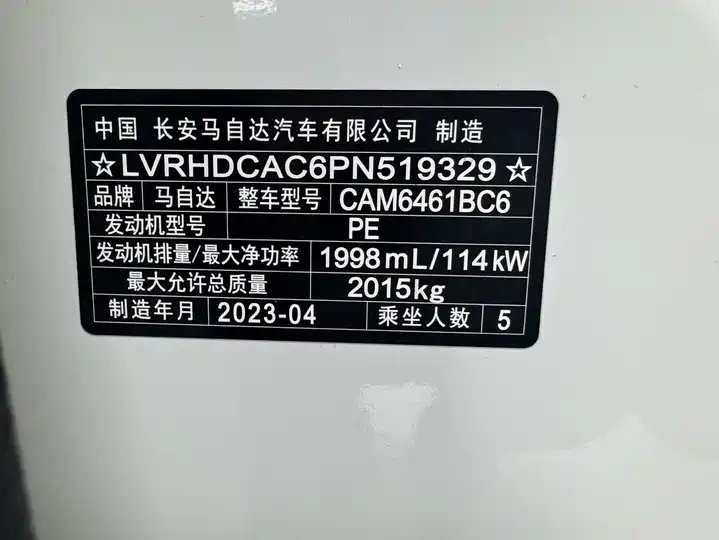 中国 长安马自达汽车有限公司 制造
☆LVRHDCAC6PN519329☆
品牌 马自达 整车型号 CAM6461BC6
发动机型号 PE
发动机排量/最大净功率 1998mL/114kW
最大允许总质量 2015kg
制造年月 2023-04 乘坐人数 5